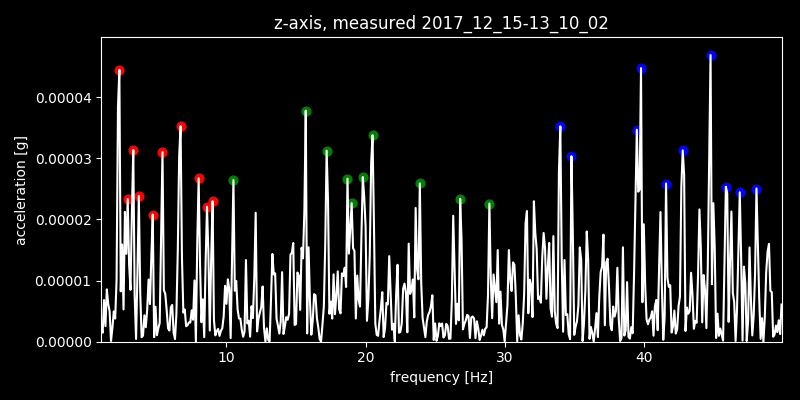 z-axis, measured 2017_12_15-13_10_02
acceleration [g]
0.00004
0.00003
0.00002
0.00001
0.00000
10 20 30 40
frequency [Hz]